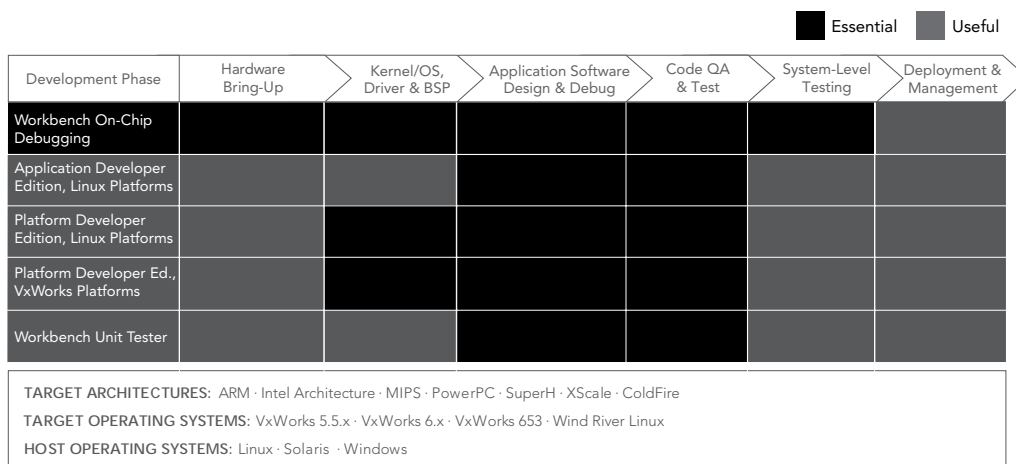 Essential Useful
Development Phase
Hardware
Bring-Up
Kernel/OS,
Driver & BSP
Application Software
Design & Debug
Code QA
& Test
System-Level
Testing
Deployment &
Management
Workbench On-Chip
Debugging
Application Developer
Edition, Linux Platforms
Platform Developer
Edition, Linux Platforms
Platform Developer Ed.,
VxWorks Platforms
Workbench Unit Tester
TARGET ARCHITECTURES: ARM · Intel Architecture · MIPS · PowerPC · SuperH · XScale · ColdFire
TARGET OPERATING SYSTEMS: VxWorks 5.5.x · VxWorks 6.x · VxWorks 653 · Wind River Linux
HOST OPERATING SYSTEMS: Linux · Solaris · Windows